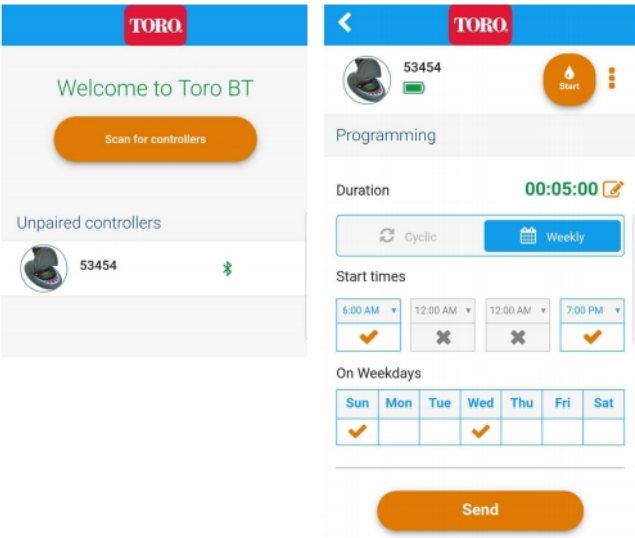 TORO.
Welcome to Toro BT
Scan for controllers
Unpaired controllers
53454
TORO.
53454
Start
Programming
Duration 00:05:00
Cyclic Weekly
Start times
6:00 AM 12:00 AM 12:00 AM 7:00 PM
On Weekdays
Sun Mon Tue Wed Thu Fri Sat
Send